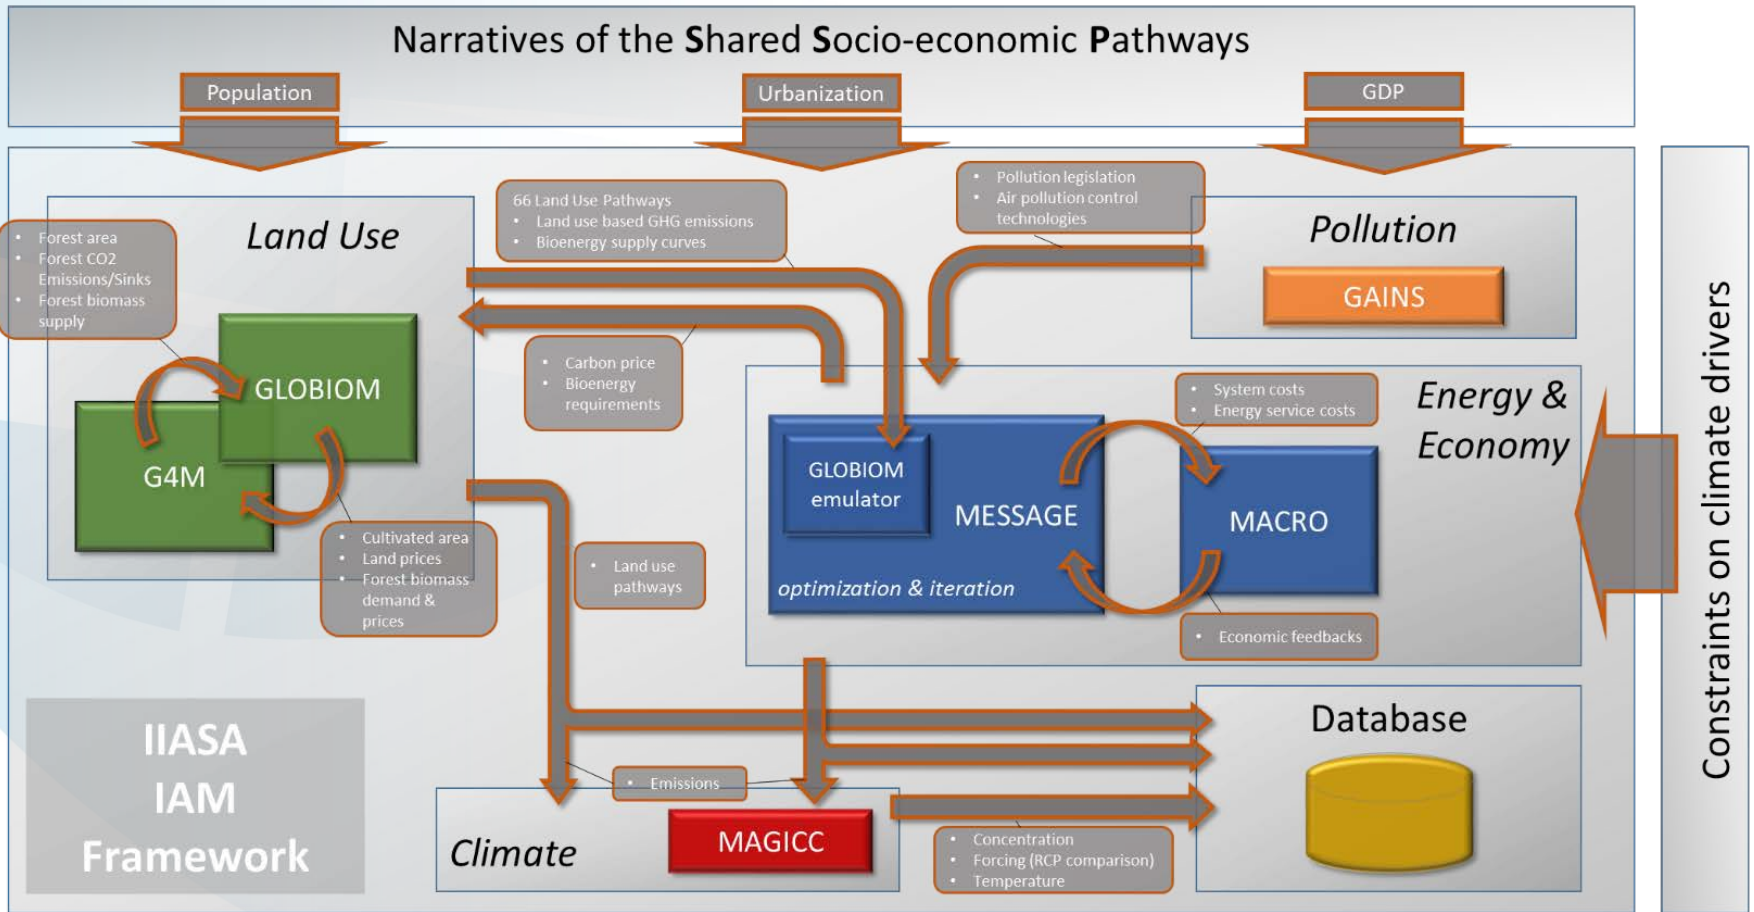 Narratives of the Shared Socio-economic Pathways
Population
Urbanization
GDP
Constraints on climate drivers
Land Use
• Forest area
• Forest CO2
Emissions/Sinks
• Forest biomass
supply
GLOBIOM
G4M
• Cultivated area
• Land prices
• Forest biomass
demand &
prices
66 Land Use Pathways
• Land use based GHG emissions
• Bioenergy supply curves
• Carbon price
• Bioenergy
requirements
• Pollution legislation
• Air pollution control
technologies
Pollution
GAINS
Energy &
Economy
• System costs
• Energy service costs
GLOBIOM
emulator
MESSAGE
optimization & iteration
MACRO
• Economic feedbacks
• Land use
pathways
• Emissions
Climate
MAGICC
• Concentration
• Forcing (RCP comparison)
• Temperature
Database
IIASA
IAM
Framework